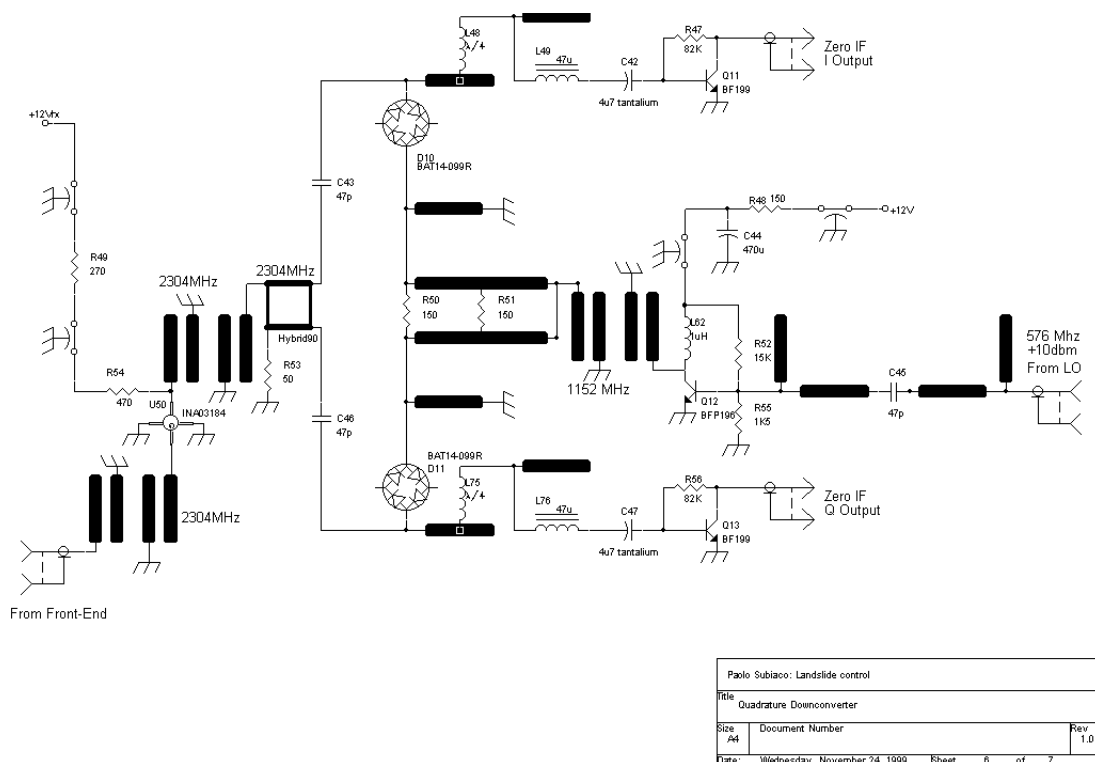 L48
λ/4
L49
47u
C42
4u7 tantalium
R47
82K
Q11
BF199
Zero IF
I Output
+12Vrx
D10
BAT14-099R
C43
47p
R48 150
+12V
C44
470u
R49
270
2304MHz
2304MHz
Hybrid90
R50
150
R51
150
L62
1uH
R52
15K
576 Mhz
+10dbm
From LO
R53
50
1152 MHz
R54
470
U50
INA03184
Q12
BFP196
R55
1K5
C45
47p
C46
47p
BAT14-099R
D11
L75
λ/4
L76
47u
C47
4u7 tantalium
R56
82K
Q13
BF199
Zero IF
Q Output
2304MHz
From Front-End
Paolo Subiaco: Landslide control
Title
Quadrature Downconverter
Size
A4
Document Number
Rev
1.0
Date: Wednesday, November 24, 1999 Sheet 6 of 7